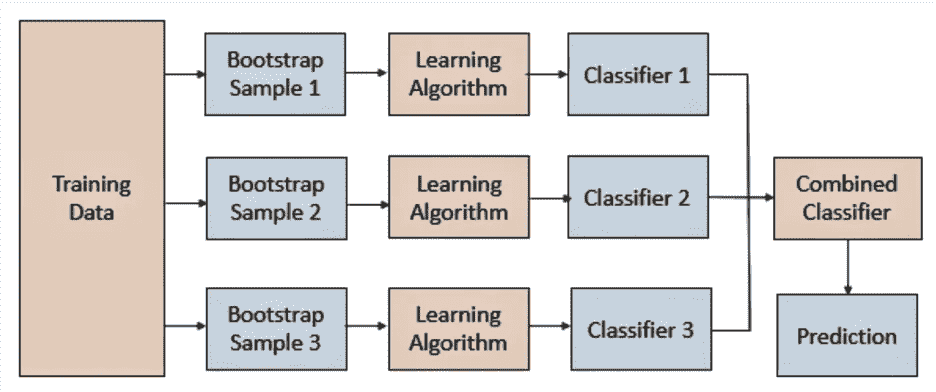 Training
Data
Bootstrap
Sample 1
Learning
Algorithm
Classifier 1
Bootstrap
Sample 2
Learning
Algorithm
Classifier 2
Bootstrap
Sample 3
Learning
Algorithm
Classifier 3
Combined
Classifier
Prediction